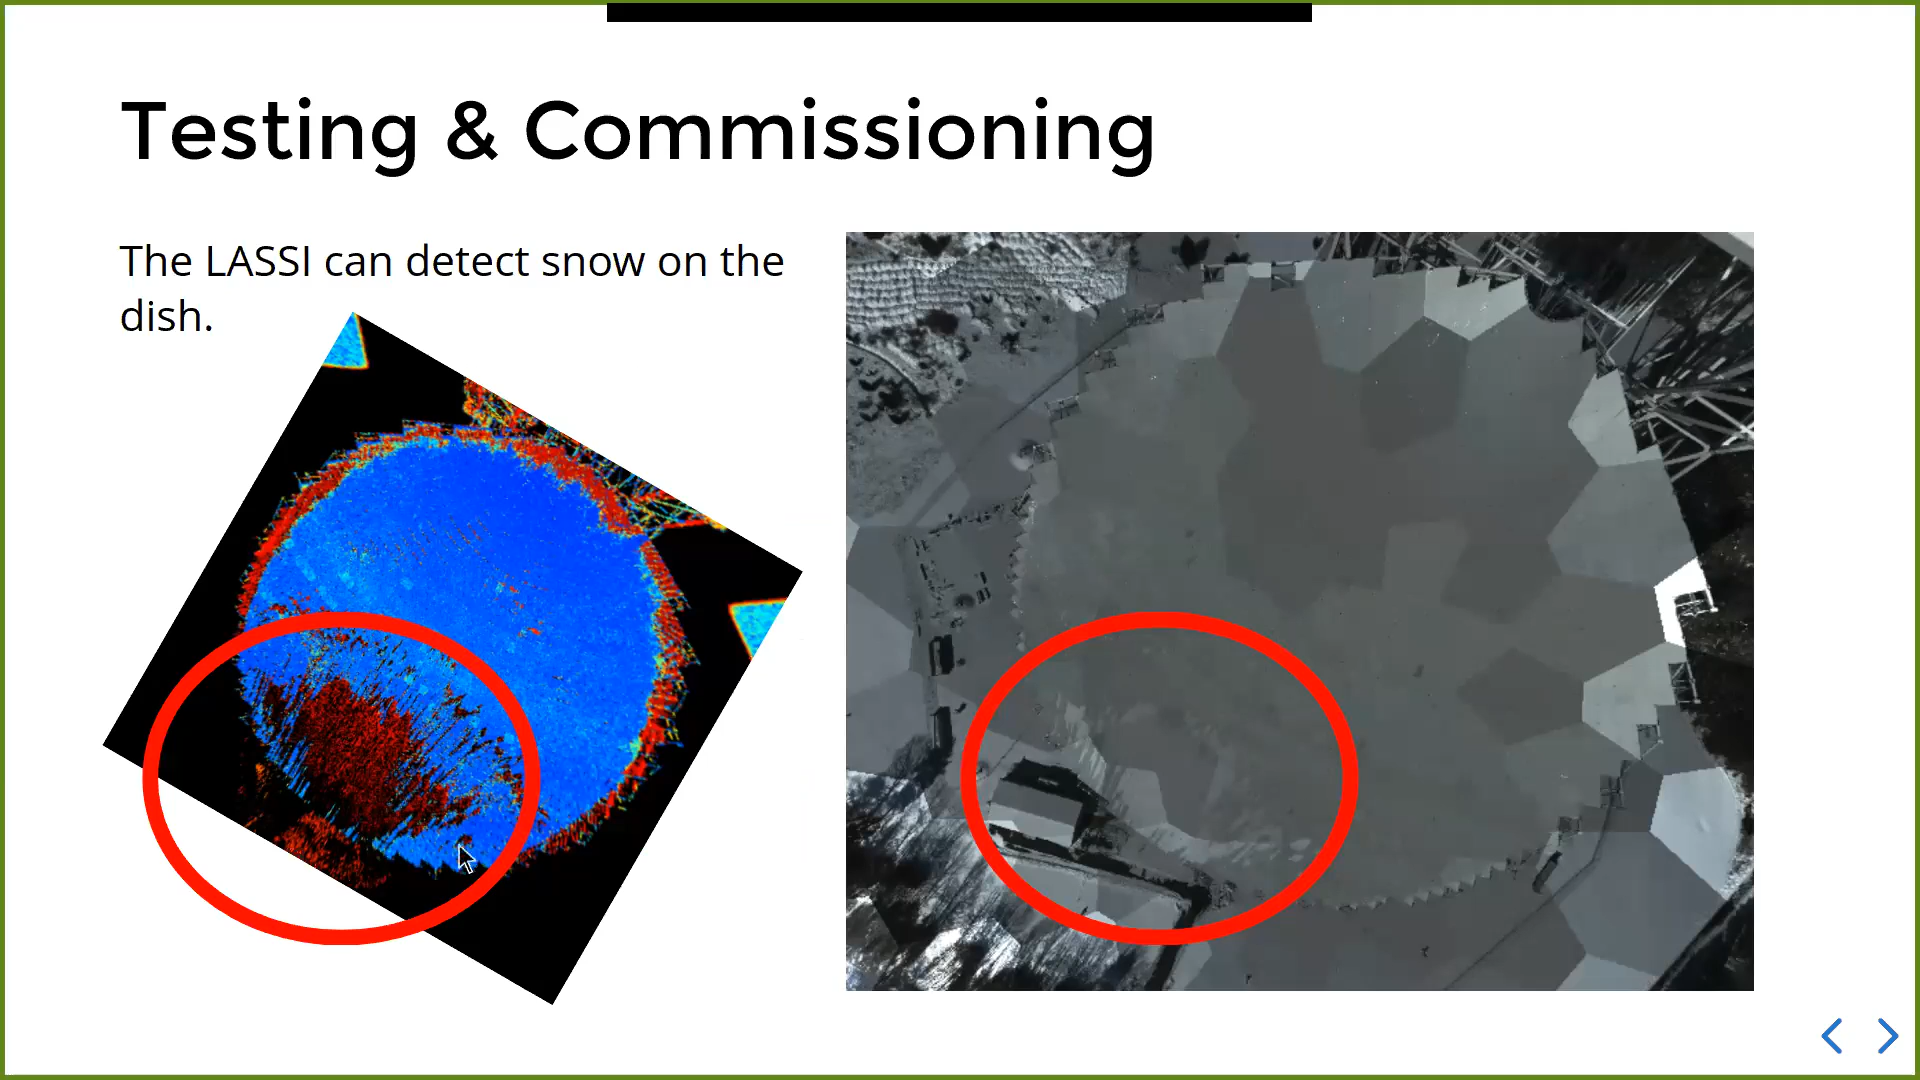 Testing & Commissioning
The LASSI can detect snow on the
dish.